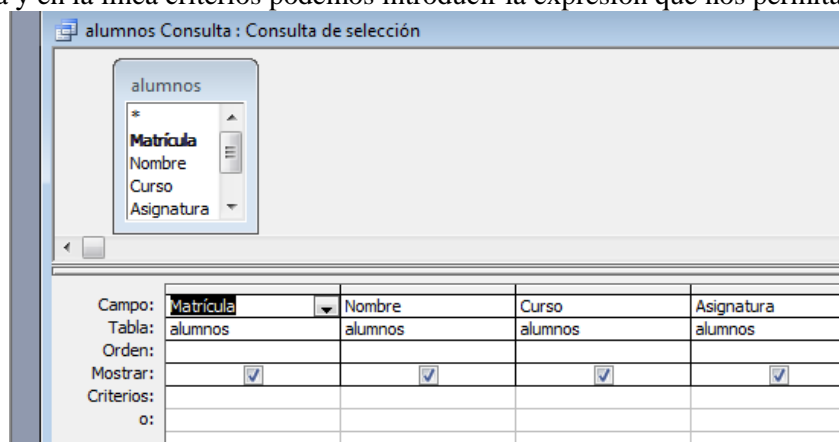 y en la línea criterios podemos introducir la expresión que nos permita
alumnos Consulta : Consulta de selección
alumnos
*
Matrícula
Nombre
Curso
Asignatura
Campo: Matrícula Nombre Curso Asignatura
Tabla: alumnos alumnos alumnos alumnos
Orden:
Mostrar:
Criterios:
o: